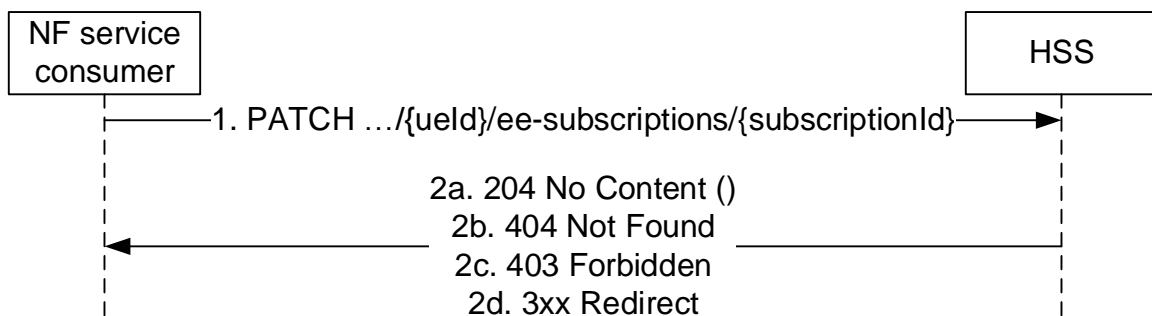 NF service
consumer
HSS
1. PATCH …/{ueId}/ee-subscriptions/{subscriptionId}
2a. 204 No Content ()
2b. 404 Not Found
2c. 403 Forbidden
2d. 3xx Redirect